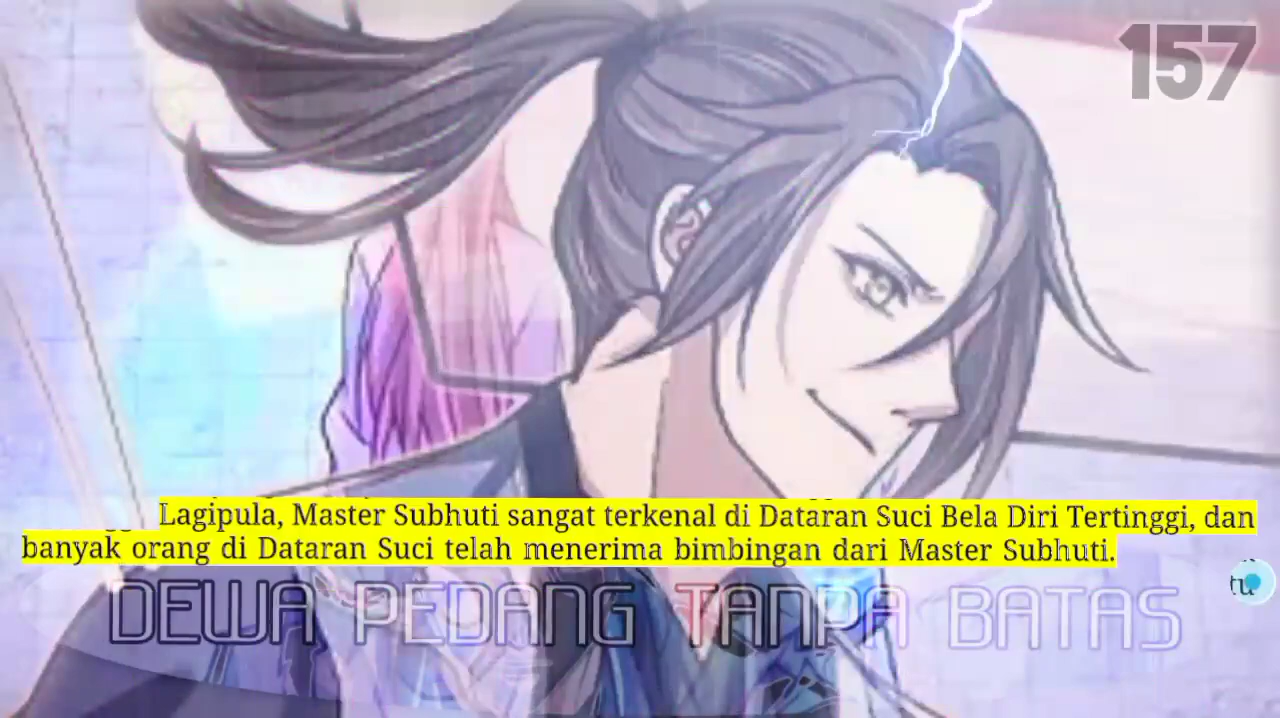 157
Lagipula, Master Subhuti sangat terkenal di Dataran Suci Bela Diri Tertinggi, dan
banyak orang di Dataran Suci telah menerima bimbingan dari Master Subhuti.
tu
DEWA PEDANG TANPA BATAS